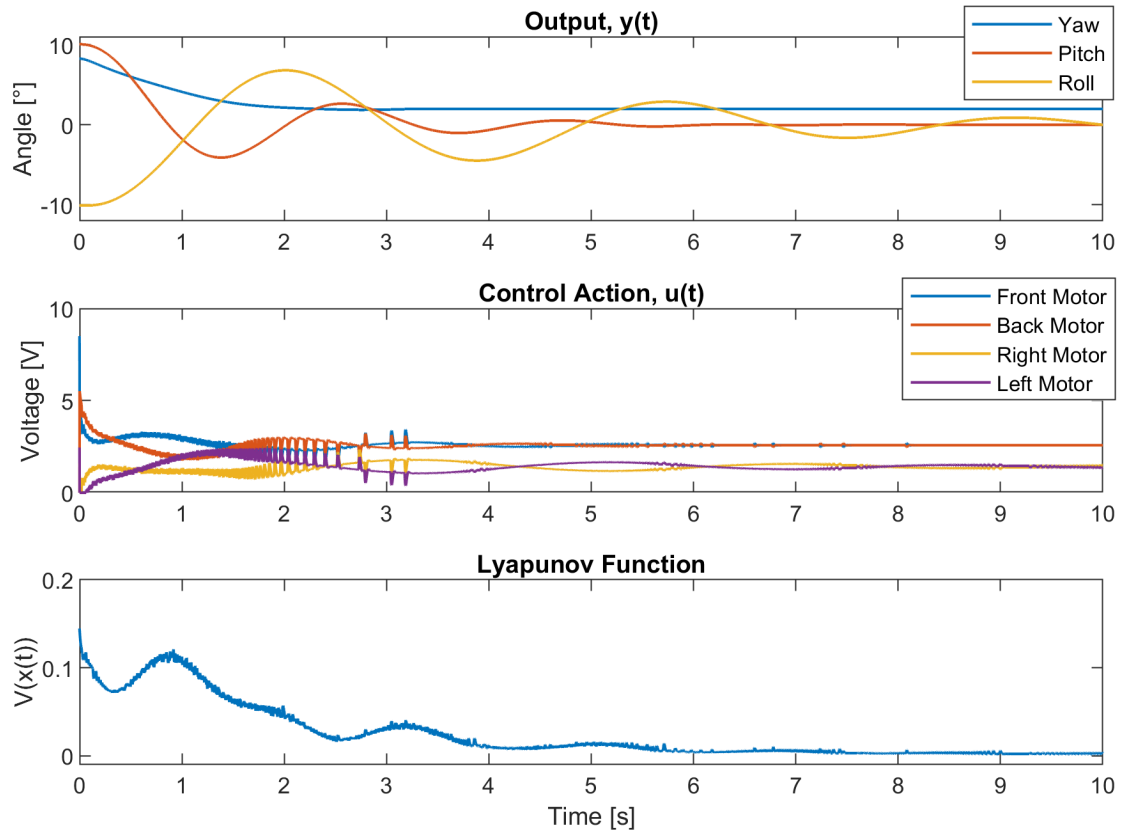 Output, y(t)
Yaw
Pitch
Roll
Angle [°]
10
0
-10
0 1 2 3 4 5 6 7 8 9 10
Control Action, u(t)
Front Motor
Back Motor
Right Motor
Left Motor
Voltage [V]
10
5
0
0 1 2 3 4 5 6 7 8 9 10
Lyapunov Function
V(x(t))
0.2
0.1
0
0 1 2 3 4 5 6 7 8 9 10
Time [s]